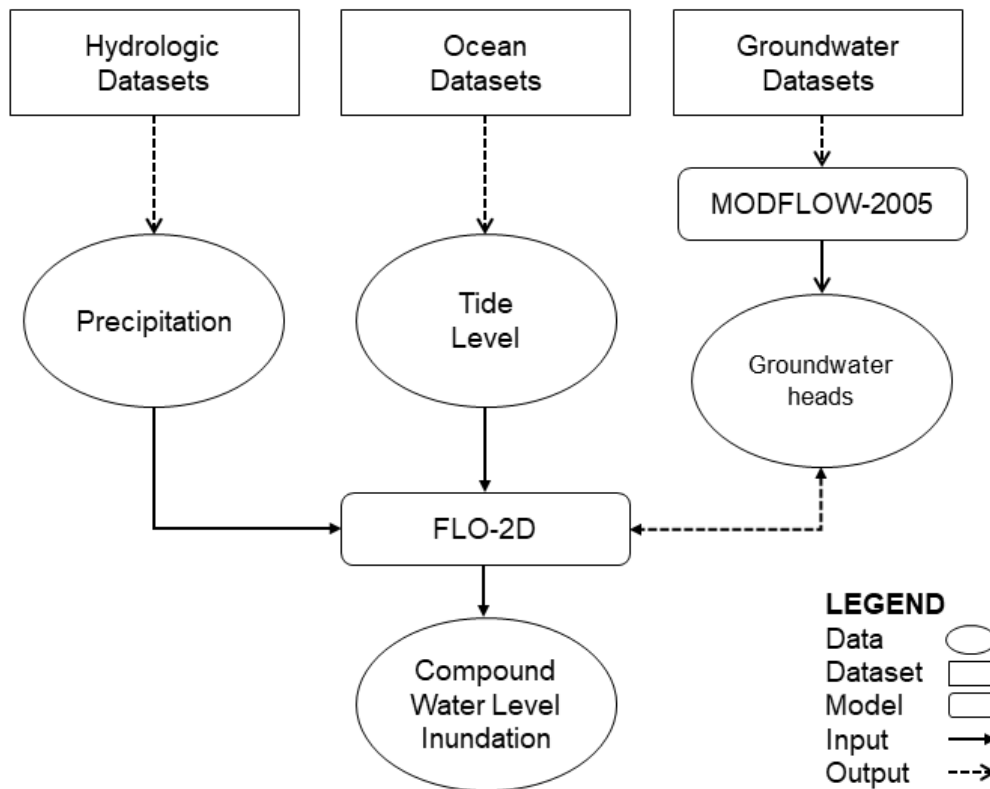 Hydrologic
Datasets
Ocean
Datasets
Groundwater
Datasets
MODFLOW-2005
Precipitation
Tide
Level
Groundwater
heads
FLO-2D
Compound
Water Level
Inundation
LEGEND
Data
Dataset
Model
Input
Output